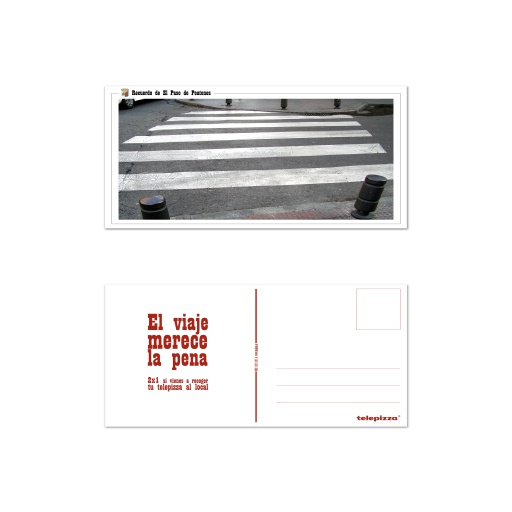 Recuerdo de El Paso de Peatones
El viaje
merece
la pena
2x1 si vienes a recoger
tu telepizza al local
telepizza